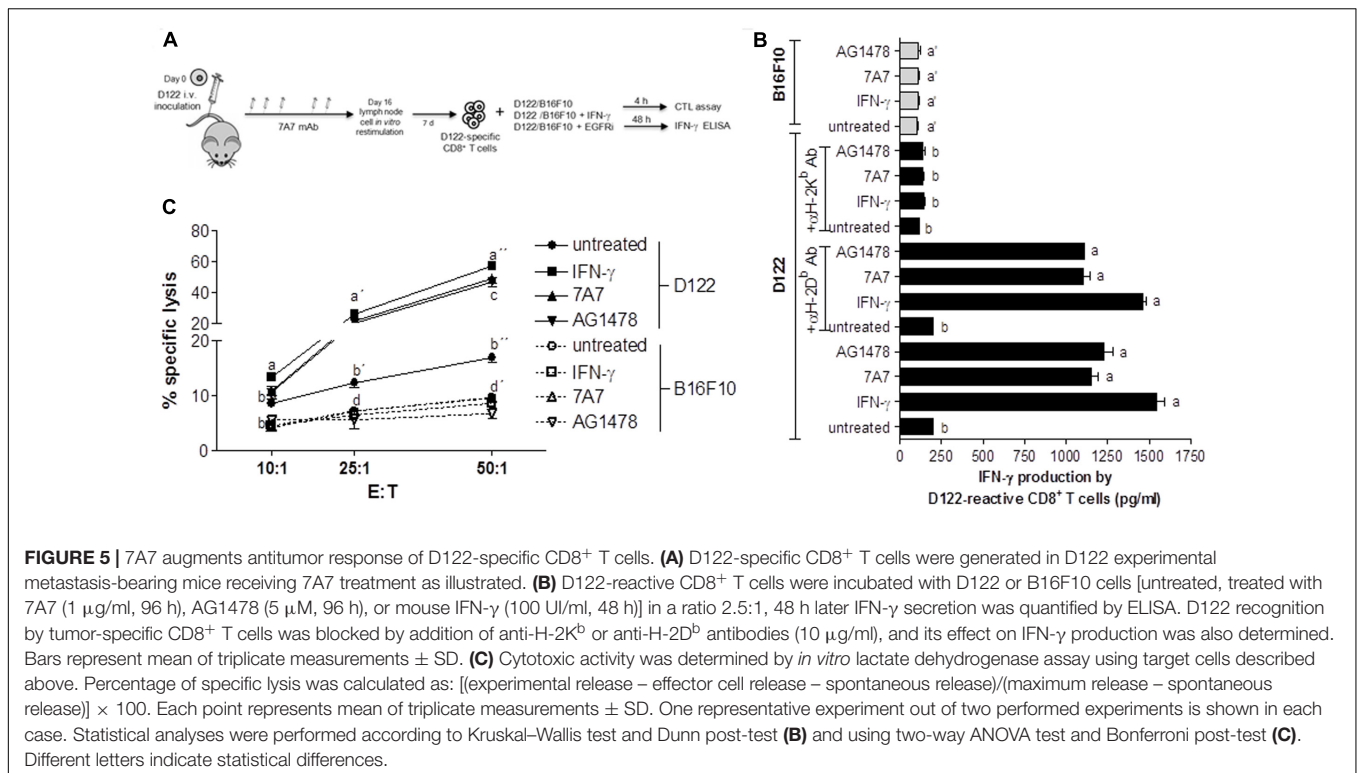 A
Day 0
D122 i.v.
inoculation
7A7 mAb
Day 16
lymph node
cell in vitro
restimulation
7 d
D122-specific
CD8⁺ T cells
+
D122/B16F10
D122 /B16F10 + IFN-γ
D122/B16F10 + EGFRi
4 h
48 h
CTL assay
IFN-γ ELISA
B
B16F10
AG1478 a'
7A7 a'
IFN-γ a'
untreated a'
D122
+αH-2Kᵇ Ab
AG1478 b
7A7 b
IFN-γ b
untreated b
+αH-2Dᵇ Ab
AG1478 a
7A7 a
IFN-γ a
untreated b
AG1478 a
7A7 a
IFN-γ a
untreated b
0 250 500 750 1000 1250 1500 1750
IFN-γ production by
D122-reactive CD8⁺ T cells (pg/ml)
C
% specific lysis
80
60
40
20
20
10
0
a a´ a´´
c
b b´ b´´
b d d´
10:1 25:1 50:1
E:T
untreated
IFN-γ
7A7
AG1478
D122
untreated
IFN-γ
7A7
AG1478
B16F10
FIGURE 5 | 7A7 augments antitumor response of D122-specific CD8⁺ T cells. (A) D122-specific CD8⁺ T cells were generated in D122 experimental
metastasis-bearing mice receiving 7A7 treatment as illustrated. (B) D122-reactive CD8⁺ T cells were incubated with D122 or B16F10 cells [untreated, treated with
7A7 (1 μg/ml, 96 h), AG1478 (5 μM, 96 h), or mouse IFN-γ (100 UI/ml, 48 h)] in a ratio 2.5:1, 48 h later IFN-γ secretion was quantified by ELISA. D122 recognition
by tumor-specific CD8⁺ T cells was blocked by addition of anti-H-2Kᵇ or anti-H-2Dᵇ antibodies (10 μg/ml), and its effect on IFN-γ production was also determined.
Bars represent mean of triplicate measurements ± SD. (C) Cytotoxic activity was determined by in vitro lactate dehydrogenase assay using target cells described
above. Percentage of specific lysis was calculated as: [(experimental release – effector cell release – spontaneous release)/(maximum release – spontaneous
release)] × 100. Each point represents mean of triplicate measurements ± SD. One representative experiment out of two performed experiments is shown in each
case. Statistical analyses were performed according to Kruskal–Wallis test and Dunn post-test (B) and using two-way ANOVA test and Bonferroni post-test (C).
Different letters indicate statistical differences.